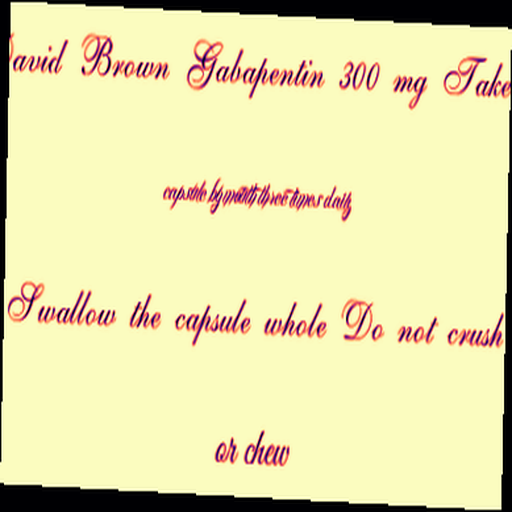 David Brown Gabapentin 300 mg Take
capsule by mouth three times daily
Swallow the capsule whole Do not crush
or chew